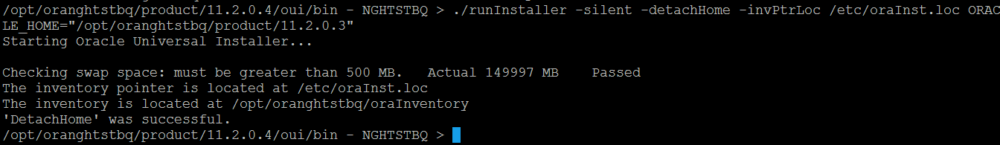 /opt/oranghtstbq/product/11.2.0.4/oui/bin - NGHTSTBQ > ./runInstaller -silent -detachHome -invPtrLoc /etc/oraInst.loc ORAC
LE_HOME="/opt/oranghtstbq/product/11.2.0.3"
Starting Oracle Universal Installer...
Checking swap space: must be greater than 500 MB.   Actual 149997 MB    Passed
The inventory pointer is located at /etc/oraInst.loc
The inventory is located at /opt/oranghtstbq/oraInventory
'DetachHome' was successful.
/opt/oranghtstbq/product/11.2.0.4/oui/bin - NGHTSTBQ >